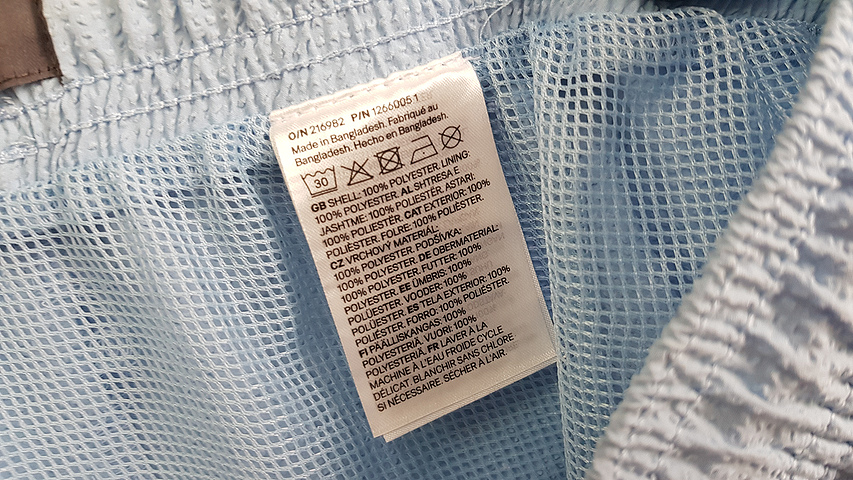 O/N 216982 P/N 1266005 1
Made in Bangladesh. Fabriqué au
Bangladesh. Hecho en Bangladesh.
30
GB SHELL: 100% POLYESTER. LINING:
100% POLYESTER. AL SHTRESA E
JASHTME: 100% POLIESTËR. ASTARI:
100% POLIESTËR. CAT EXTERIOR: 100%
POLIÈSTER. FOLRE: 100% POLIÈSTER.
CZ VRCHOVÝ MATERIÁL:
100% POLYESTER. PODŠÍVKA:
100% POLYESTER. DE OBERMATERIAL:
100% POLYESTER. FUTTER: 100%
POLYESTER. EE ÜMBRIS: 100%
POLÜESTER. VOODER: 100%
POLÜESTER. ES TELA EXTERIOR: 100%
POLIÉSTER. FORRO: 100% POLIÉSTER.
FI PÄÄLLISKANGAS: 100%
POLYESTERIÄ. VUORI: 100%
POLYESTERIÄ. FR LAVER À LA
MACHINE À L'EAU FROIDE CYCLE
DÉLICAT. BLANCHIR SANS CHLORE
SI NÉCESSAIRE. SÉCHER À L'AIR.